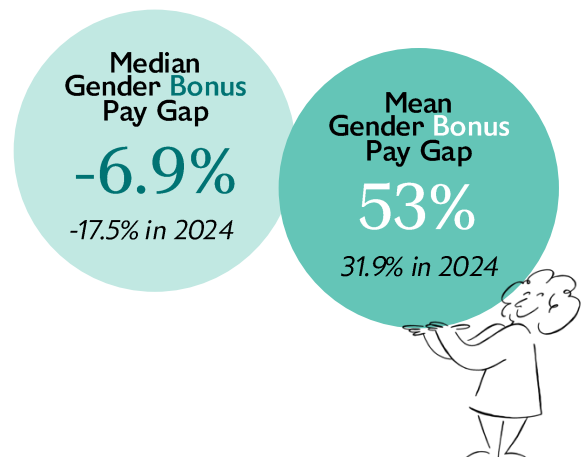 Median
Gender Bonus
Pay Gap
-6.9%
-17.5% in 2024
Mean
Gender Bonus
Pay Gap
53%
31.9% in 2024